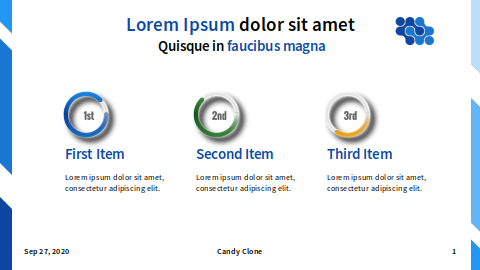 Lorem Ipsum dolor sit amet
Quisque in faucibus magna
1st
2nd
3rd
First Item
Second Item
Third Item
Lorem ipsum dolor sit amet,
consectetur adipiscing elit.
Lorem ipsum dolor sit amet,
consectetur adipiscing elit.
Lorem ipsum dolor sit amet,
consectetur adipiscing elit.
Sep 27, 2020
Candy Clone
1